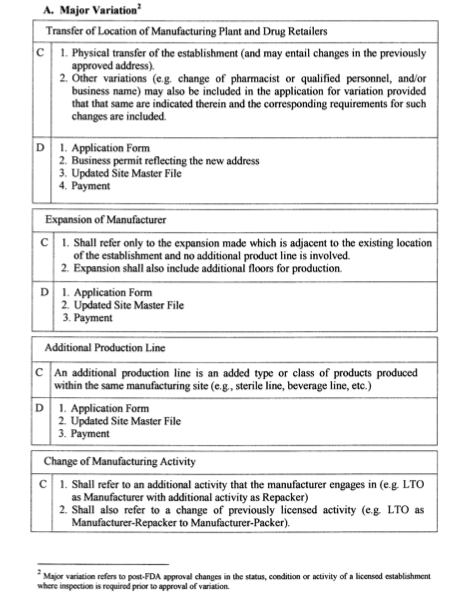 A. Major Variation2
Transfer of Location of Manufacturing Plant and Drug Retailers
C
1. Physical transfer of the establishment (and may entail changes in the previously
approved address).
2. Other variations (e.g. change of pharmacist or qualified personnel, and/or
business name) may also be included in the application for variation provided
that that same are indicated therein and the corresponding requirements for such
changes are included.
D
1. Application Form
2. Business permit reflecting the new address
3. Updated Site Master File
4. Payment
Expansion of Manufacturer
C
1. Shall refer only to the expansion made which is adjacent to the existing location
of the establishment and no additional product line is involved.
2. Expansion shall also include additional floors for production.
D
1. Application Form
2. Updated Site Master File
3. Payment
Additional Production Line
C
An additional production line is an added type or class of products produced
within the same manufacturing site (e.g., sterile line, beverage line, etc.)
D
1. Application Form
2. Updated Site Master File
3. Payment
Change of Manufacturing Activity
C
1. Shall refer to an additional activity that the manufacturer engages in (e.g. LTO
as Manufacturer with additional activity as Repacker)
2. Shall also refer to a change of previously licensed activity (e.g. LTO as
Manufacturer-Repacker to Manufacturer-Packer).
2 Major variation refers to post-FDA approval changes in the status, condition or activity of a licensed establishment
where inspection is required prior to approval of variation.